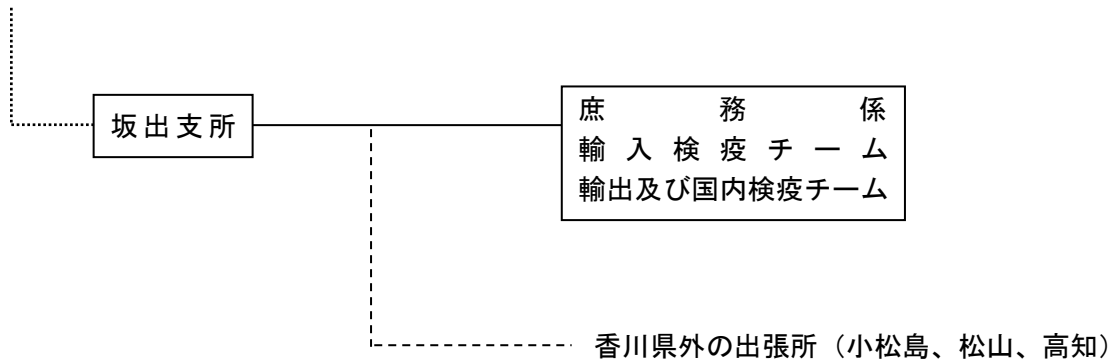 坂出支所
庶務係
輸入検疫チーム
輸出及び国内検疫チーム
香川県外の出張所（小松島、松山、高知）